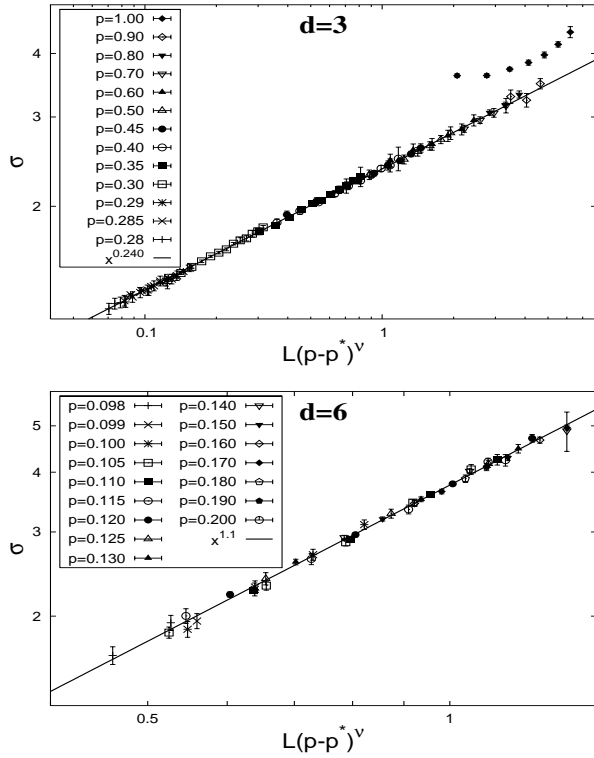 d=3
σ
4
3
2
p=1.00
p=0.90
p=0.80
p=0.70
p=0.60
p=0.50
p=0.45
p=0.40
p=0.35
p=0.30
p=0.29
p=0.285
p=0.28
x^0.240
0.1 1
L(p-p*)^ν
d=6
σ
5
4
3
2
p=0.098 p=0.140
p=0.099 p=0.150
p=0.100 p=0.160
p=0.105 p=0.170
p=0.110 p=0.180
p=0.115 p=0.190
p=0.120 p=0.200
p=0.125 x^1.1
p=0.130
0.5 1
L(p-p*)^ν